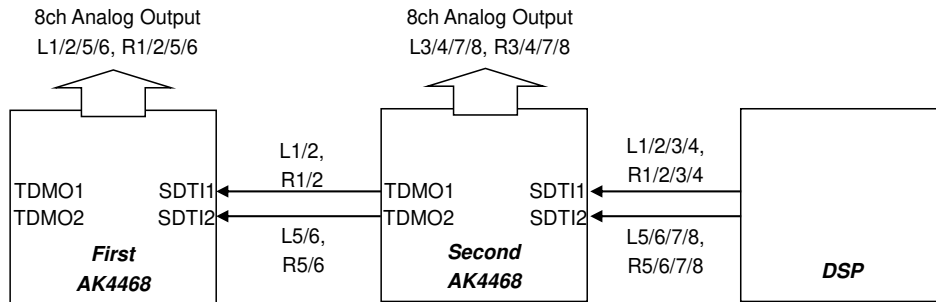 8ch Analog Output
L1/2/5/6, R1/2/5/6
8ch Analog Output
L3/4/7/8, R3/4/7/8
L1/2,
R1/2
L1/2/3/4,
R1/2/3/4
TDMO1
SDTI1
TDMO1
SDTI1
TDMO2
SDTI2
TDMO2
SDTI2
L5/6,
R5/6
L5/6/7/8,
R5/6/7/8
First
AK4468
Second
AK4468
DSP